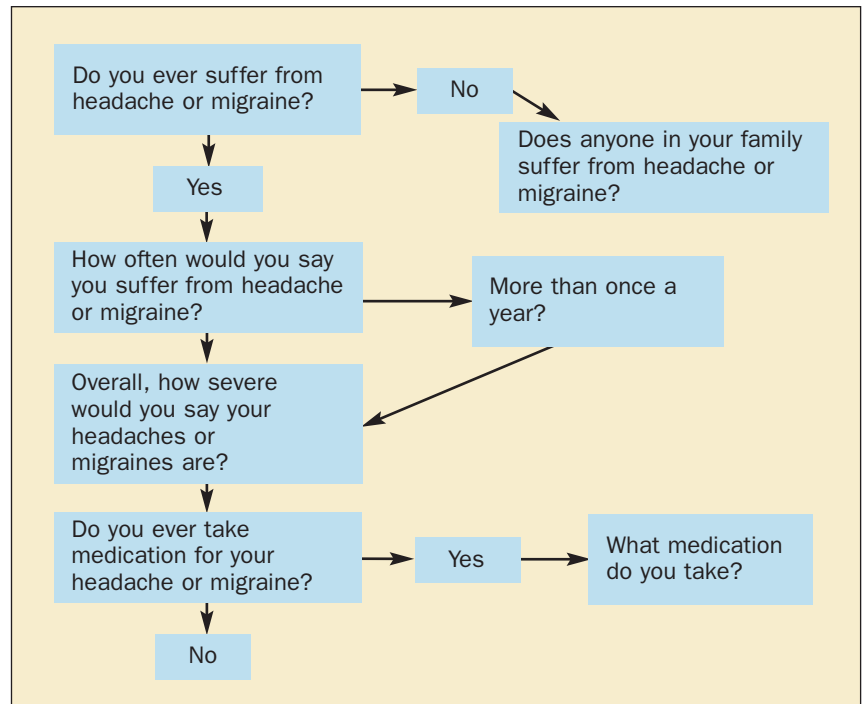 Do you ever suffer from
headache or migraine?
No
Does anyone in your family
suffer from headache or
migraine?
Yes
How often would you say
you suffer from headache
or migraine?
More than once a
year?
Overall, how severe
would you say your
headaches or
migraines are?
Do you ever take
medication for your
headache or migraine?
Yes
What medication
do you take?
No